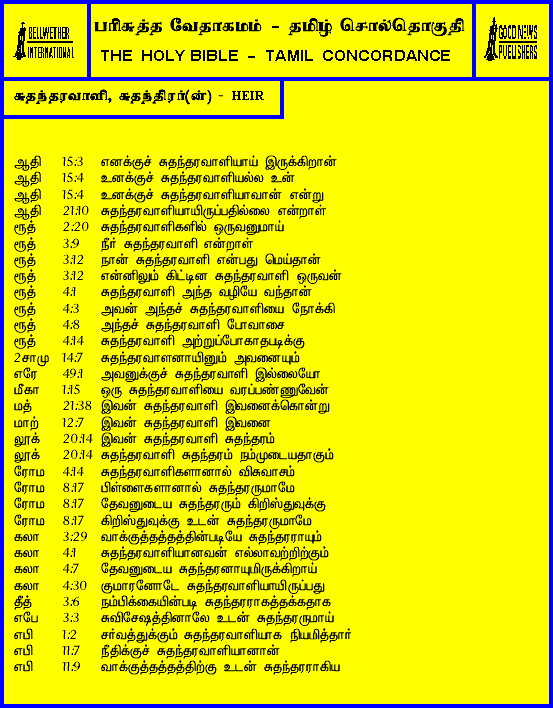 BELLWETHER INTERNATIONAL
பரிசுத்த வேதாகமம் – தமிழ் சொல்தொகுதி
THE HOLY BIBLE – TAMIL CONCORDANCE
GOOD NEWS PUBLISHERS
சுதந்தரவாளி, சுதந்திரர்(ன்) - HEIR
ஆதி 15:3 எனக்குச் சுதந்தரவாளியாய் இருக்கிறான்
ஆதி 15:4 உனக்குச் சுதந்தரவாளியல்ல உன்
ஆதி 15:4 உனக்குச் சுதந்தரவாளியாவான் என்று
ஆதி 21:10 சுதந்தரவாளியாயிருப்பதில்லை என்றாள்
ரூத் 2:20 சுதந்தரவாளிகளில் ஒருவனுமாய்
ரூத் 3:9 நீர் சுதந்தரவாளி என்றாள்
ரூத் 3:12 நான் சுதந்தரவாளி என்பது மெய்தான்
ரூத் 3:12 என்னிலும் கிட்டின சுதந்தரவாளி ஒருவன்
ரூத் 4:1 சுதந்தரவாளி அந்த வழியே வந்தான்
ரூத் 4:3 அவன் அந்தச் சுதந்தரவாளியை நோக்கி
ரூத் 4:8 அந்தச் சுதந்தரவாளி போவாசை
ரூத் 4:14 சுதந்தரவாளி அற்றுப்போகாதபடிக்கு
2சாமு 14:7 சுதந்தரவாளனாயினும் அவனையும்
எரே 49:1 அவனுக்குச் சுதந்தரவாளி இல்லையோ
மீகா 1:15 ஒரு சுதந்தரவாளியை வரப்பண்ணுவேன்
மத் 21:38 இவன் சுதந்தரவாளி இவனைக்கொன்று
மாற் 12:7 இவன் சுதந்தரவாளி இவனை
லூக் 20:14 இவன் சுதந்தரவாளி சுதந்தரம்
லூக் 20:14 சுதந்தரவாளி சுதந்தரம் நம்முடையதாகும்
ரோம 4:14 சுதந்தரவாளிகளானால் விசுவாசம்
ரோம 8:17 பிள்ளைகளானால் சுதந்தரருமாமே
ரோம 8:17 தேவனுடைய சுதந்தரரும் கிறிஸ்துவுக்கு
ரோம 8:17 கிறிஸ்துவுக்கு உடன் சுதந்தரருமாமே
கலா 3:29 வாக்குத்தத்தத்தின்படியே சுதந்தரராயும்
கலா 4:1 சுதந்தரவாளியானவன் எல்லாவற்றிற்கும்
கலா 4:7 தேவனுடைய சுதந்தரனாயுமிருக்கிறாய்
கலா 4:30 குமாரனோடே சுதந்தரவாளியாயிருப்பது
தீத் 3:6 நம்பிக்கையின்படி சுதந்தரராகத்தக்கதாக
எபே 3:3 சுவிசேஷத்தினாலே உடன் சுதந்தரருமாய்
எபி 1:2 சர்வத்துக்கும் சுதந்தரவாளியாக நியமித்தார்
எபி 11:7 நீதிக்குச் சுதந்தரவாளியானான்
எபி 11:9 வாக்குத்தத்தத்திற்கு உடன் சுதந்தரராகிய